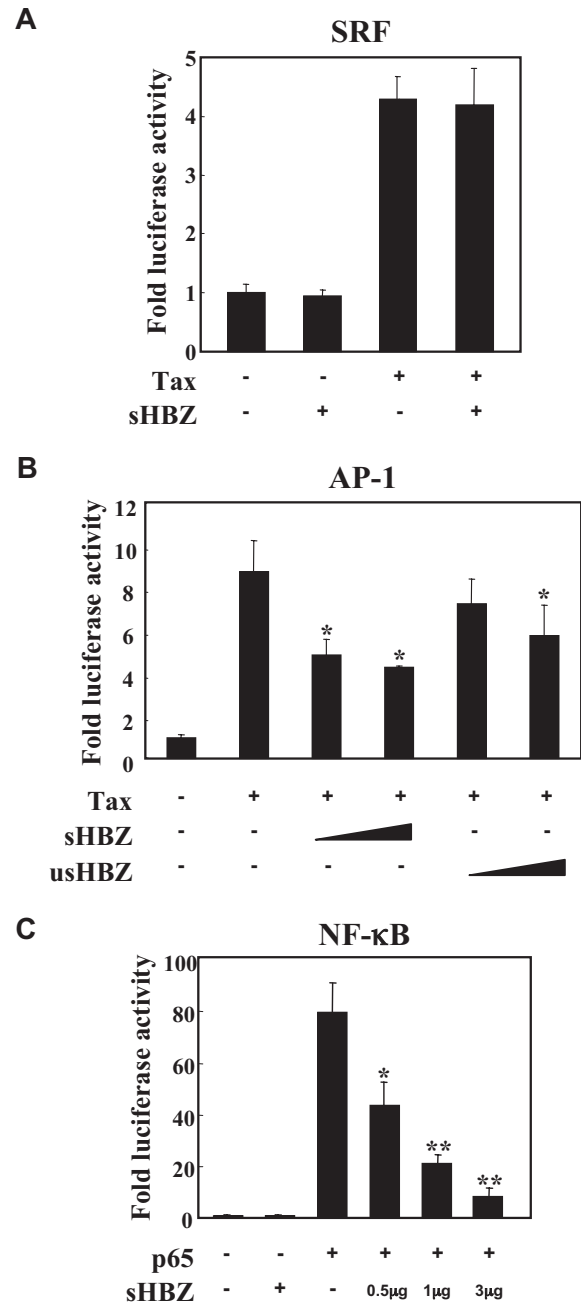 A
SRF
Fold luciferase activity
5
4
3
2
1
0
Tax - - + +
sHBZ - + - +
B
AP-1
Fold luciferase activity
12
10
8
6
4
2
0
* * *
Tax - + + + + +
sHBZ - - - -
usHBZ - - - -
C
NF-κB
Fold luciferase activity
100
80
60
40
20
0
* ** **
p65 - - + + + +
sHBZ - + - 0.5µg 1µg 3µg